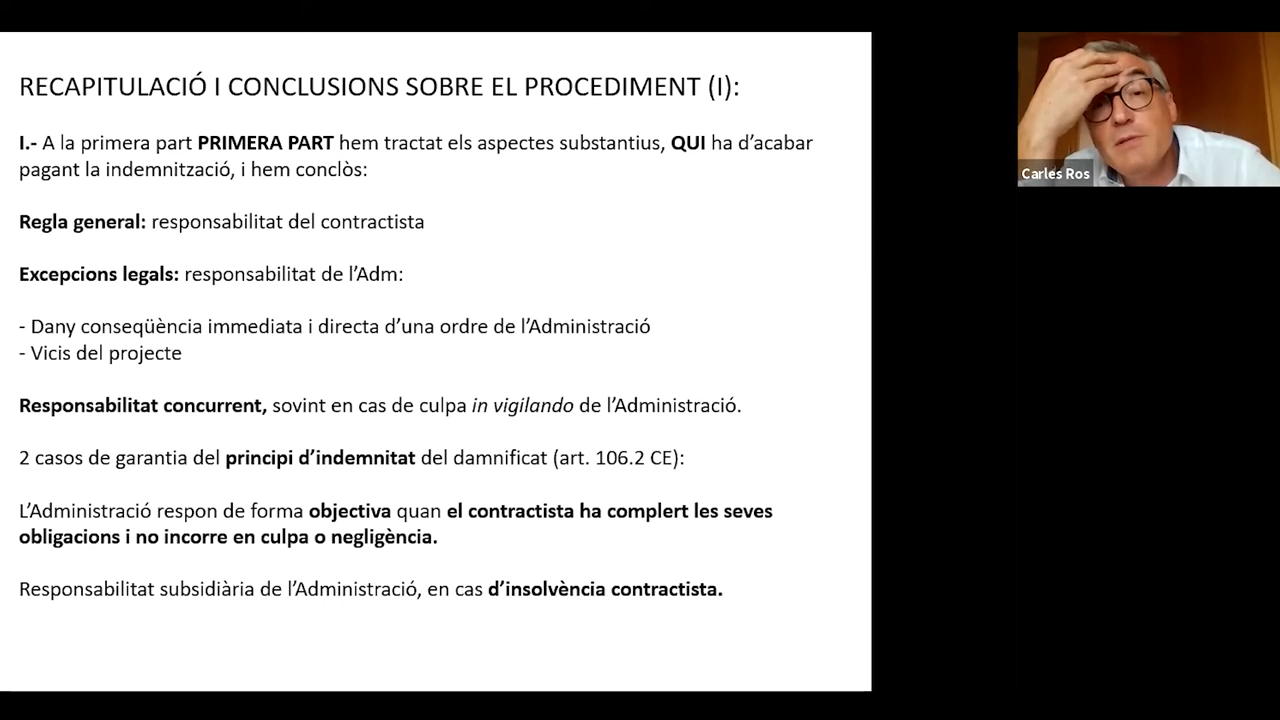 RECAPITULACIÓ I CONCLUSIONS SOBRE EL PROCEDIMENT (I):
I.- A la primera part PRIMERA PART hem tractat els aspectes substantius, QUI ha d’acabar
pagant la indemnització, i hem conclòs:
Regla general: responsabilitat del contractista
Excepcions legals: responsabilitat de l’Adm:
- Dany conseqüència immediata i directa d’una ordre de l’Administració
- Vicis del projecte
Responsabilitat concurrent, sovint en cas de culpa in vigilando de l’Administració.
2 casos de garantia del principi d’indemnitat del damnificat (art. 106.2 CE):
L’Administració respon de forma objectiva quan el contractista ha complert les seves
obligacions i no incorre en culpa o negligència.
Responsabilitat subsidiària de l’Administració, en cas d’insolvència contractista.
Carles Ros